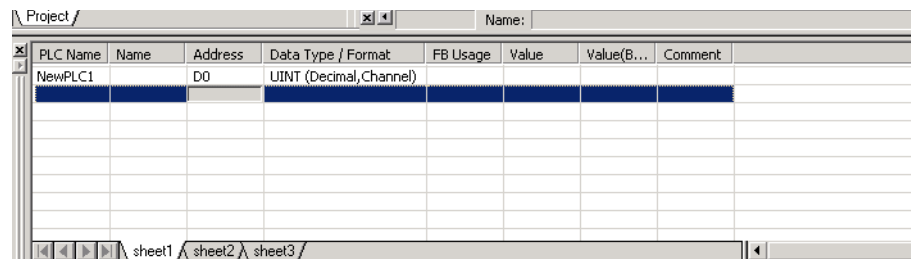 Project
Name:
PLC Name Name Address Data Type / Format FB Usage Value Value(B... Comment
NewPLC1 D0 UINT (Decimal,Channel)
sheet1 sheet2 sheet3